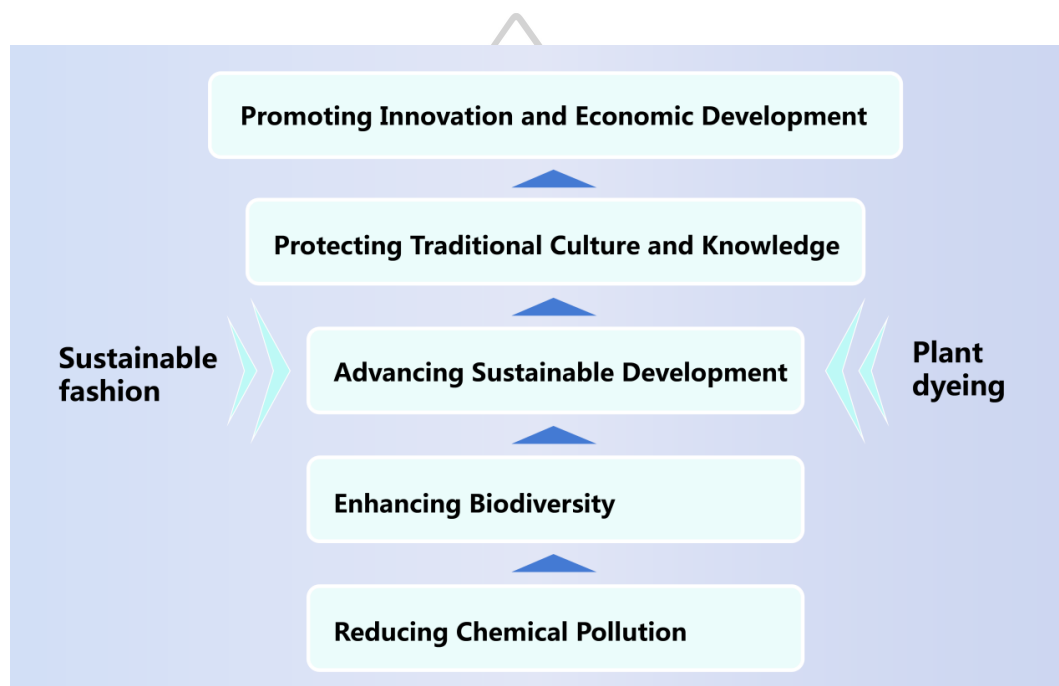 Promoting Innovation and Economic Development
Protecting Traditional Culture and Knowledge
Sustainable
fashion
Advancing Sustainable Development
Plant
dyeing
Enhancing Biodiversity
Reducing Chemical Pollution